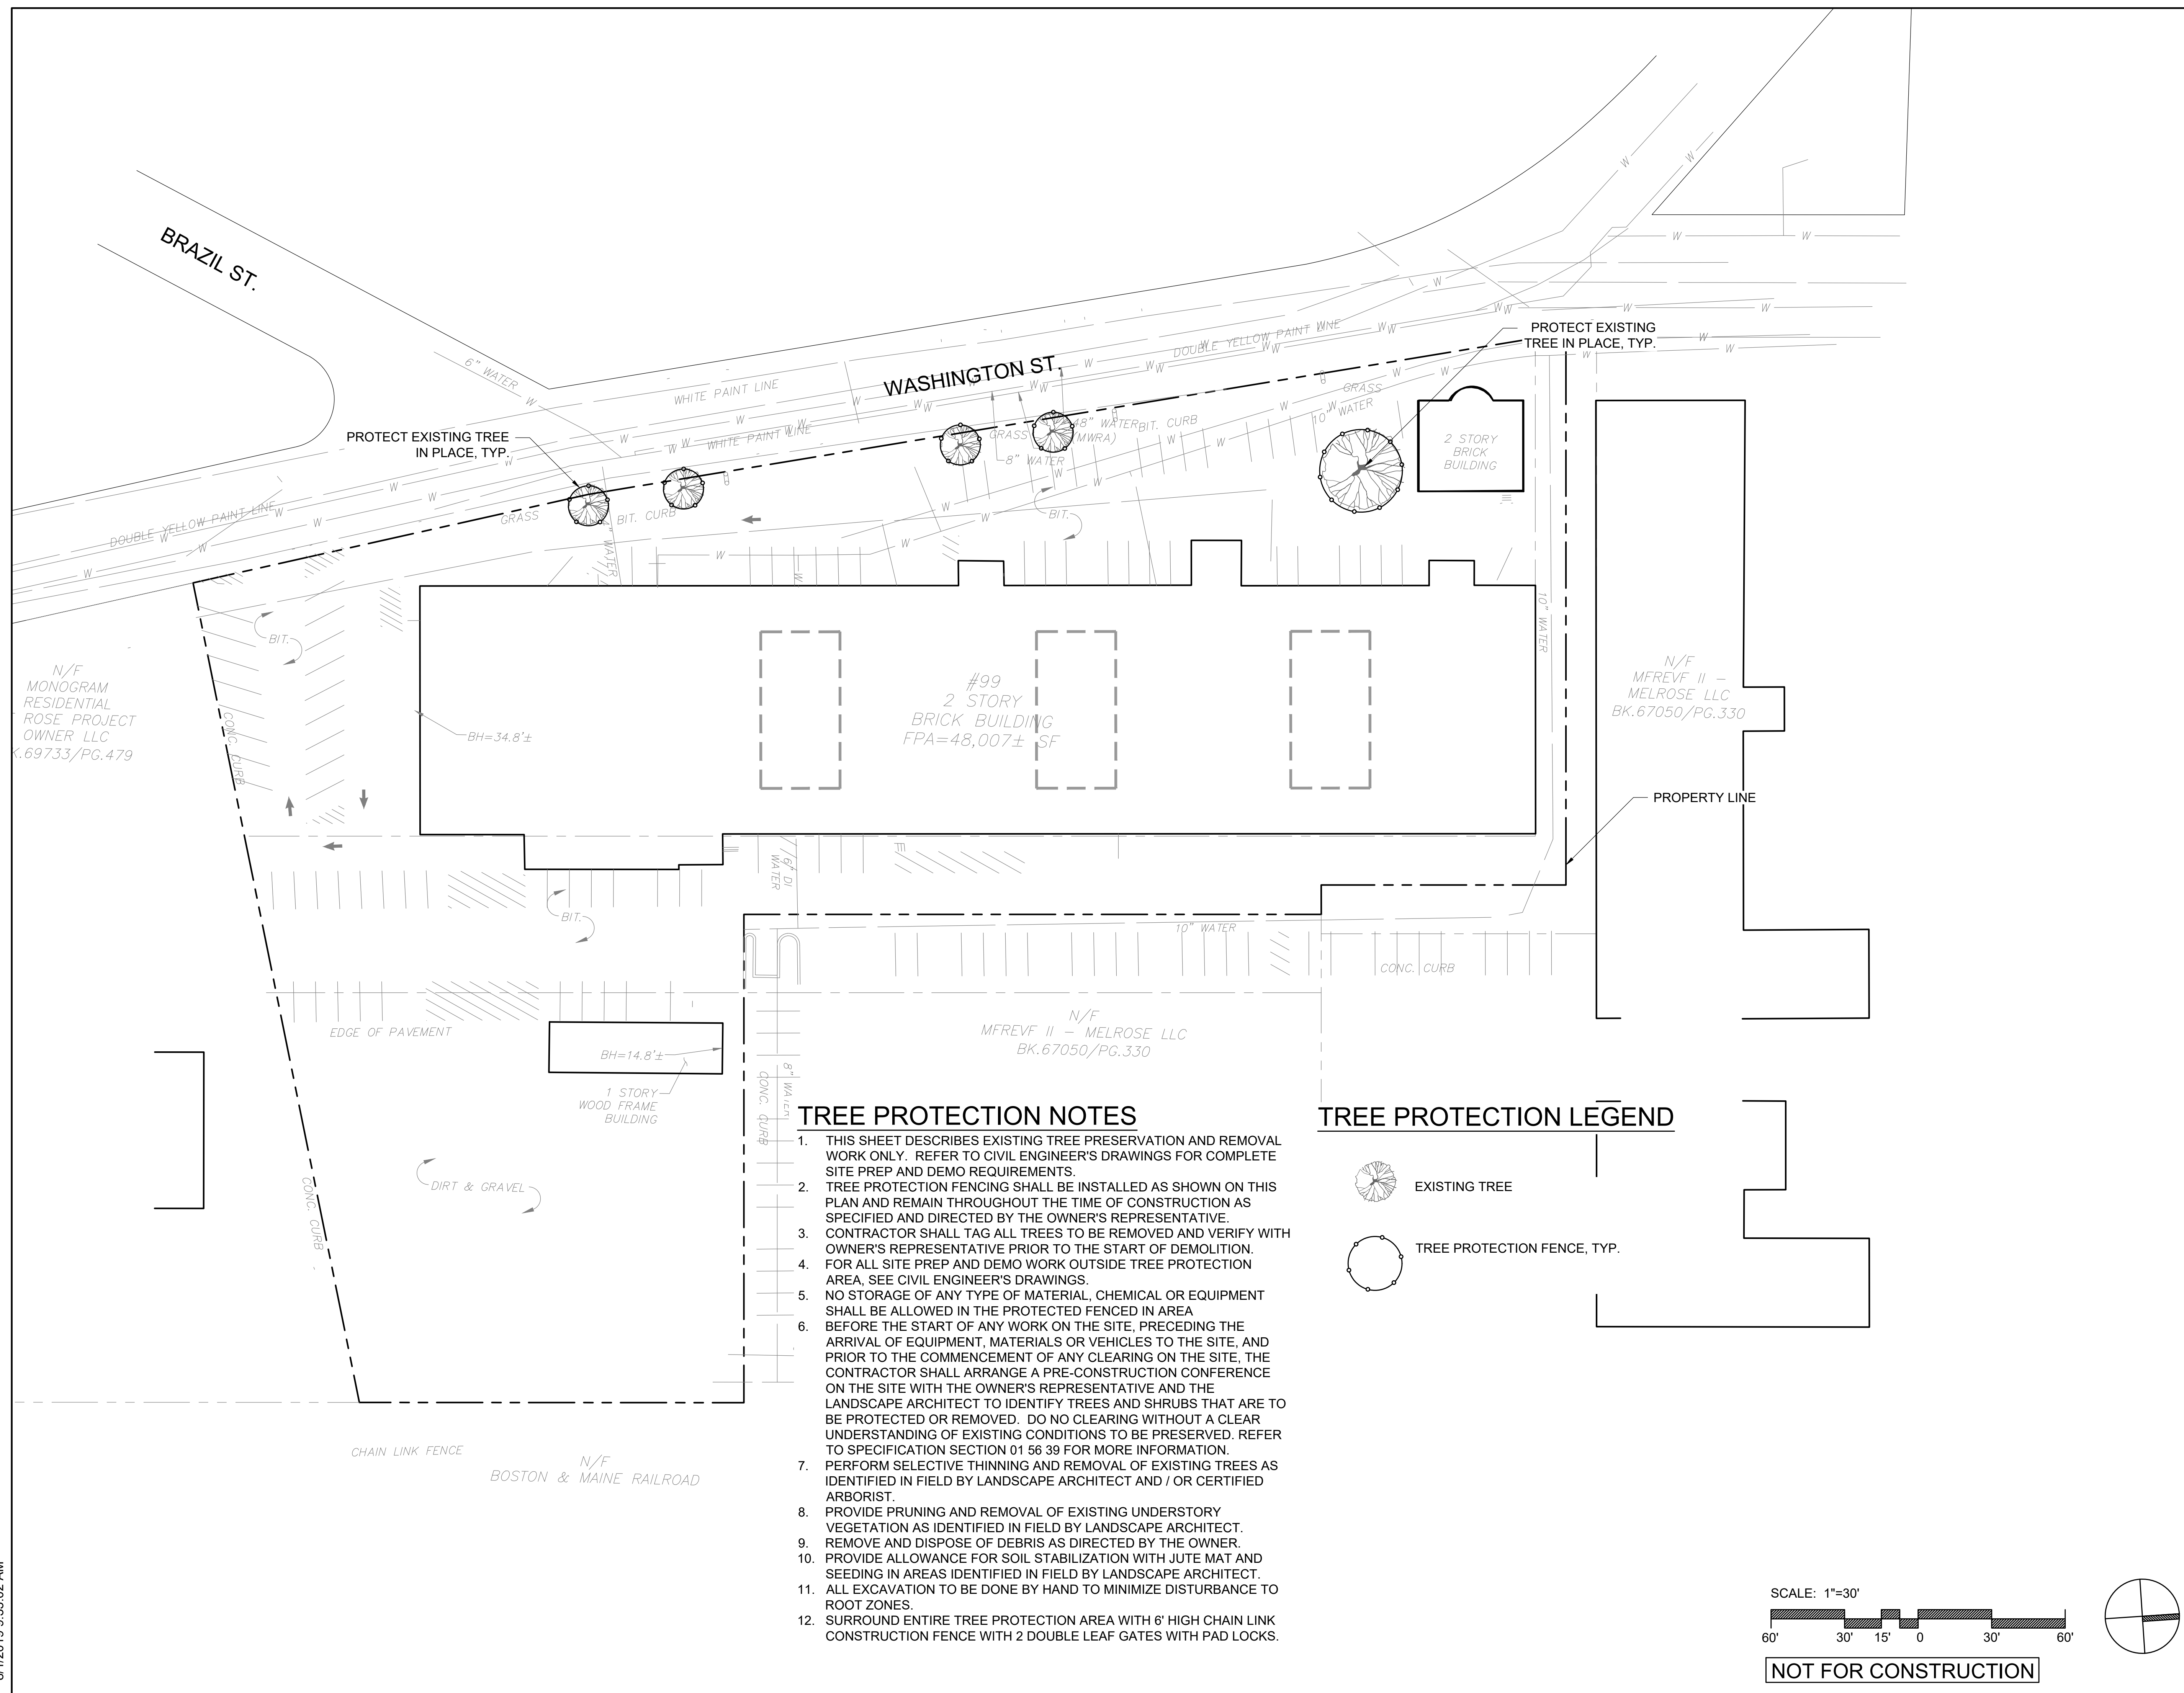 BRAZIL ST.
6" WATER
W
W
W
W
W
W
WHITE PAINT LINE
WASHINGTON ST.
DOUBLE YELLOW PAINT LINE
PROTECT EXISTING
TREE IN PLACE, TYP.
PROTECT EXISTING TREE
IN PLACE, TYP.
WHITE PAINT LINE
GRASS
48" WATER
(MWRA)
8" WATER
BIT. CURB
GRASS
10" WATER
2 STORY
BRICK
BUILDING
DOUBLE YELLOW PAINT LINE
GRASS
BIT. CURB
4" WATER
BIT.
BIT.
10" WATER
N/F
MONOGRAM
RESIDENTIAL
ROSE PROJECT
OWNER LLC
K.69733/PG.479
CONC. CURB
BH=34.8'±
#99
2 STORY
BRICK BUILDING
FPA=48,007± SF
N/F
MFREVF II –
MELROSE LLC
BK.67050/PG.330
PROPERTY LINE
6" DI
WATER
BIT.
10" WATER
CONC. CURB
EDGE OF PAVEMENT
N/F
MFREVF II – MELROSE LLC
BK.67050/PG.330
BH=14.8'±
1 STORY
WOOD FRAME
BUILDING
CONC. CURB
8" WATER
DIRT & GRAVEL
CONC. CURB
CHAIN LINK FENCE
N/F
BOSTON & MAINE RAILROAD
TREE PROTECTION NOTES
1. THIS SHEET DESCRIBES EXISTING TREE PRESERVATION AND REMOVAL
WORK ONLY. REFER TO CIVIL ENGINEER'S DRAWINGS FOR COMPLETE
SITE PREP AND DEMO REQUIREMENTS.
2. TREE PROTECTION FENCING SHALL BE INSTALLED AS SHOWN ON THIS
PLAN AND REMAIN THROUGHOUT THE TIME OF CONSTRUCTION AS
SPECIFIED AND DIRECTED BY THE OWNER'S REPRESENTATIVE.
3. CONTRACTOR SHALL TAG ALL TREES TO BE REMOVED AND VERIFY WITH
OWNER'S REPRESENTATIVE PRIOR TO THE START OF DEMOLITION.
4. FOR ALL SITE PREP AND DEMO WORK OUTSIDE TREE PROTECTION
AREA, SEE CIVIL ENGINEER'S DRAWINGS.
5. NO STORAGE OF ANY TYPE OF MATERIAL, CHEMICAL OR EQUIPMENT
SHALL BE ALLOWED IN THE PROTECTED FENCED IN AREA
6. BEFORE THE START OF ANY WORK ON THE SITE, PRECEDING THE
ARRIVAL OF EQUIPMENT, MATERIALS OR VEHICLES TO THE SITE, AND
PRIOR TO THE COMMENCEMENT OF ANY CLEARING ON THE SITE, THE
CONTRACTOR SHALL ARRANGE A PRE-CONSTRUCTION CONFERENCE
ON THE SITE WITH THE OWNER'S REPRESENTATIVE AND THE
LANDSCAPE ARCHITECT TO IDENTIFY TREES AND SHRUBS THAT ARE TO
BE PROTECTED OR REMOVED. DO NO CLEARING WITHOUT A CLEAR
UNDERSTANDING OF EXISTING CONDITIONS TO BE PRESERVED. REFER
TO SPECIFICATION SECTION 01 56 39 FOR MORE INFORMATION.
7. PERFORM SELECTIVE THINNING AND REMOVAL OF EXISTING TREES AS
IDENTIFIED IN FIELD BY LANDSCAPE ARCHITECT AND / OR CERTIFIED
ARBORIST.
8. PROVIDE PRUNING AND REMOVAL OF EXISTING UNDERSTORY
VEGETATION AS IDENTIFIED IN FIELD BY LANDSCAPE ARCHITECT.
9. REMOVE AND DISPOSE OF DEBRIS AS DIRECTED BY THE OWNER.
10. PROVIDE ALLOWANCE FOR SOIL STABILIZATION WITH JUTE MAT AND
SEEDING IN AREAS IDENTIFIED IN FIELD BY LANDSCAPE ARCHITECT.
11. ALL EXCAVATION TO BE DONE BY HAND TO MINIMIZE DISTURBANCE TO
ROOT ZONES.
12. SURROUND ENTIRE TREE PROTECTION AREA WITH 6' HIGH CHAIN LINK
CONSTRUCTION FENCE WITH 2 DOUBLE LEAF GATES WITH PAD LOCKS.
TREE PROTECTION LEGEND
EXISTING TREE
TREE PROTECTION FENCE, TYP.
SCALE: 1"=30'
60' 30' 15' 0 30' 60'
NOT FOR CONSTRUCTION